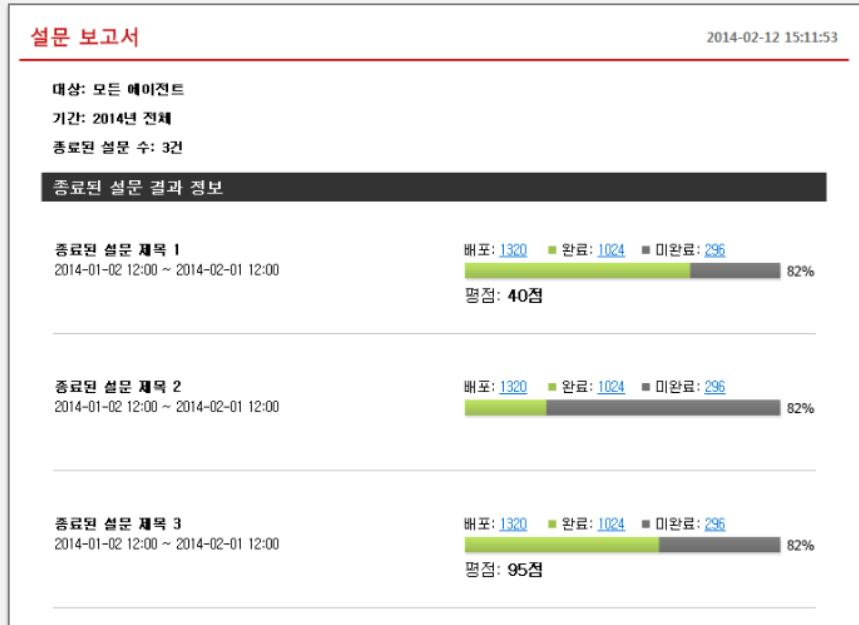 설문 보고서
2014-02-12 15:11:53
대상: 모든 에이전트
기간: 2014년 전체
종료된 설문 수: 3건
종료된 설문 결과 정보
종료된 설문 제목 1
배포: 1320 완료: 1024 미완료: 296
2014-01-02 12:00 ~ 2014-02-01 12:00
82%
평점: 40점
종료된 설문 제목 2
배포: 1320 완료: 1024 미완료: 296
2014-01-02 12:00 ~ 2014-02-01 12:00
82%
종료된 설문 제목 3
배포: 1320 완료: 1024 미완료: 296
2014-01-02 12:00 ~ 2014-02-01 12:00
82%
평점: 95점